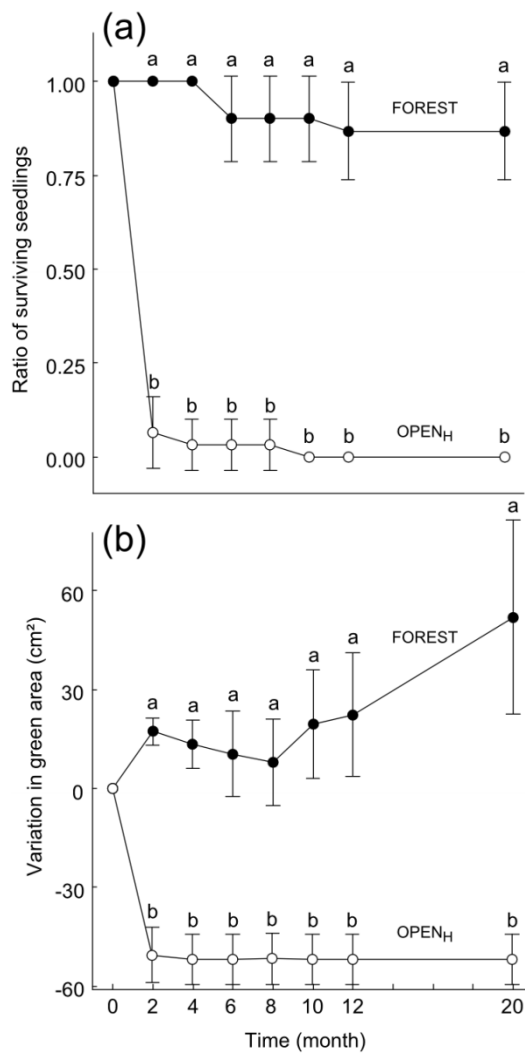 (a)
a a a a a a a
1.00
FOREST
0.75
0.50
0.25
b b b b b b b
OPENH
0.00
Ratio of surviving seedlings
(b)
a a a a a a a
60
FOREST
30
0
-30
b b b b b b b
OPENH
-60
Variation in green area (cm²)
0 2 4 6 8 10 12 20
Time (month)